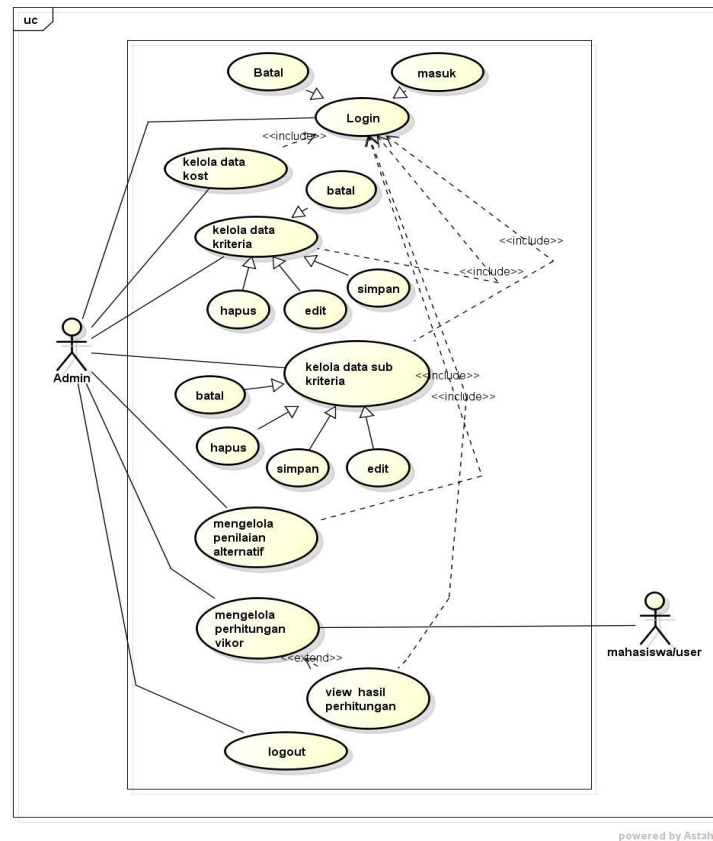 uc
Batal
masuk
Login
<<include>>
kelola data
kost
batal
kelola data
kriteria
<<include>>
<<include>>
simpan
hapus
edit
Admin
kelola data sub
kriteria
<<include>>
<<include>>
batal
hapus
simpan
edit
mengelola
penilaian
alternatif
mengelola
perhitungan
vikor
mahasiswa/user
<<extend>>
view hasil
perhitungan
logout
powered by Astah